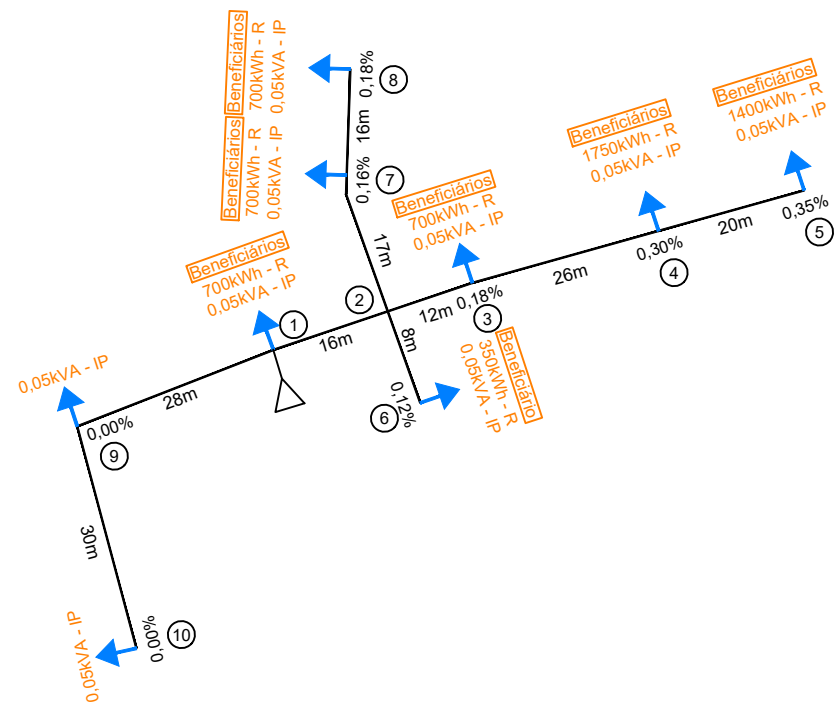 Beneficiários
700kWh - R
0,05kVA - IP
0,18%
8
16m
Beneficiários
700kWh - R
0,05kVA - IP
0,16%
7
17m
Beneficiários
700kWh - R
0,05kVA - IP
0,18%
3
Beneficiários
1750kWh - R
0,05kVA - IP
0,30%
4
Beneficiários
1400kWh - R
0,05kVA - IP
0,35%
5
20m
26m
12m
2
Beneficiários
700kWh - R
0,05kVA - IP
1
16m
8m
Beneficiário
350kWh - R
0,05kVA - IP
0,12%
6
0,05kVA - IP
28m
0,00%
9
30m
0,05kVA - IP
0,00%
10